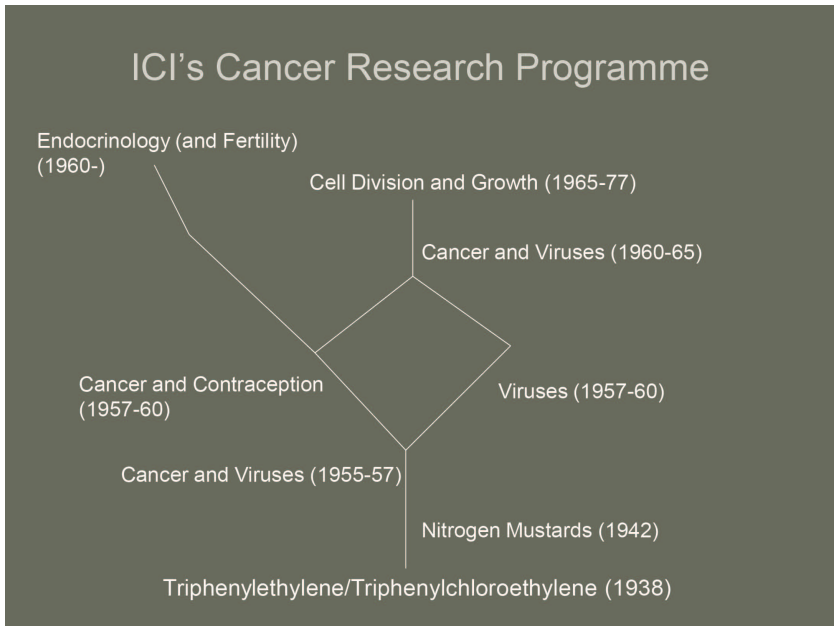 ICI's Cancer Research Programme
Endocrinology (and Fertility)
(1960-)
Cell Division and Growth (1965-77)
Cancer and Viruses (1960-65)
Cancer and Contraception
(1957-60)
Viruses (1957-60)
Cancer and Viruses (1955-57)
Nitrogen Mustards (1942)
Triphenylethylene/Triphenylchloroethylene (1938)